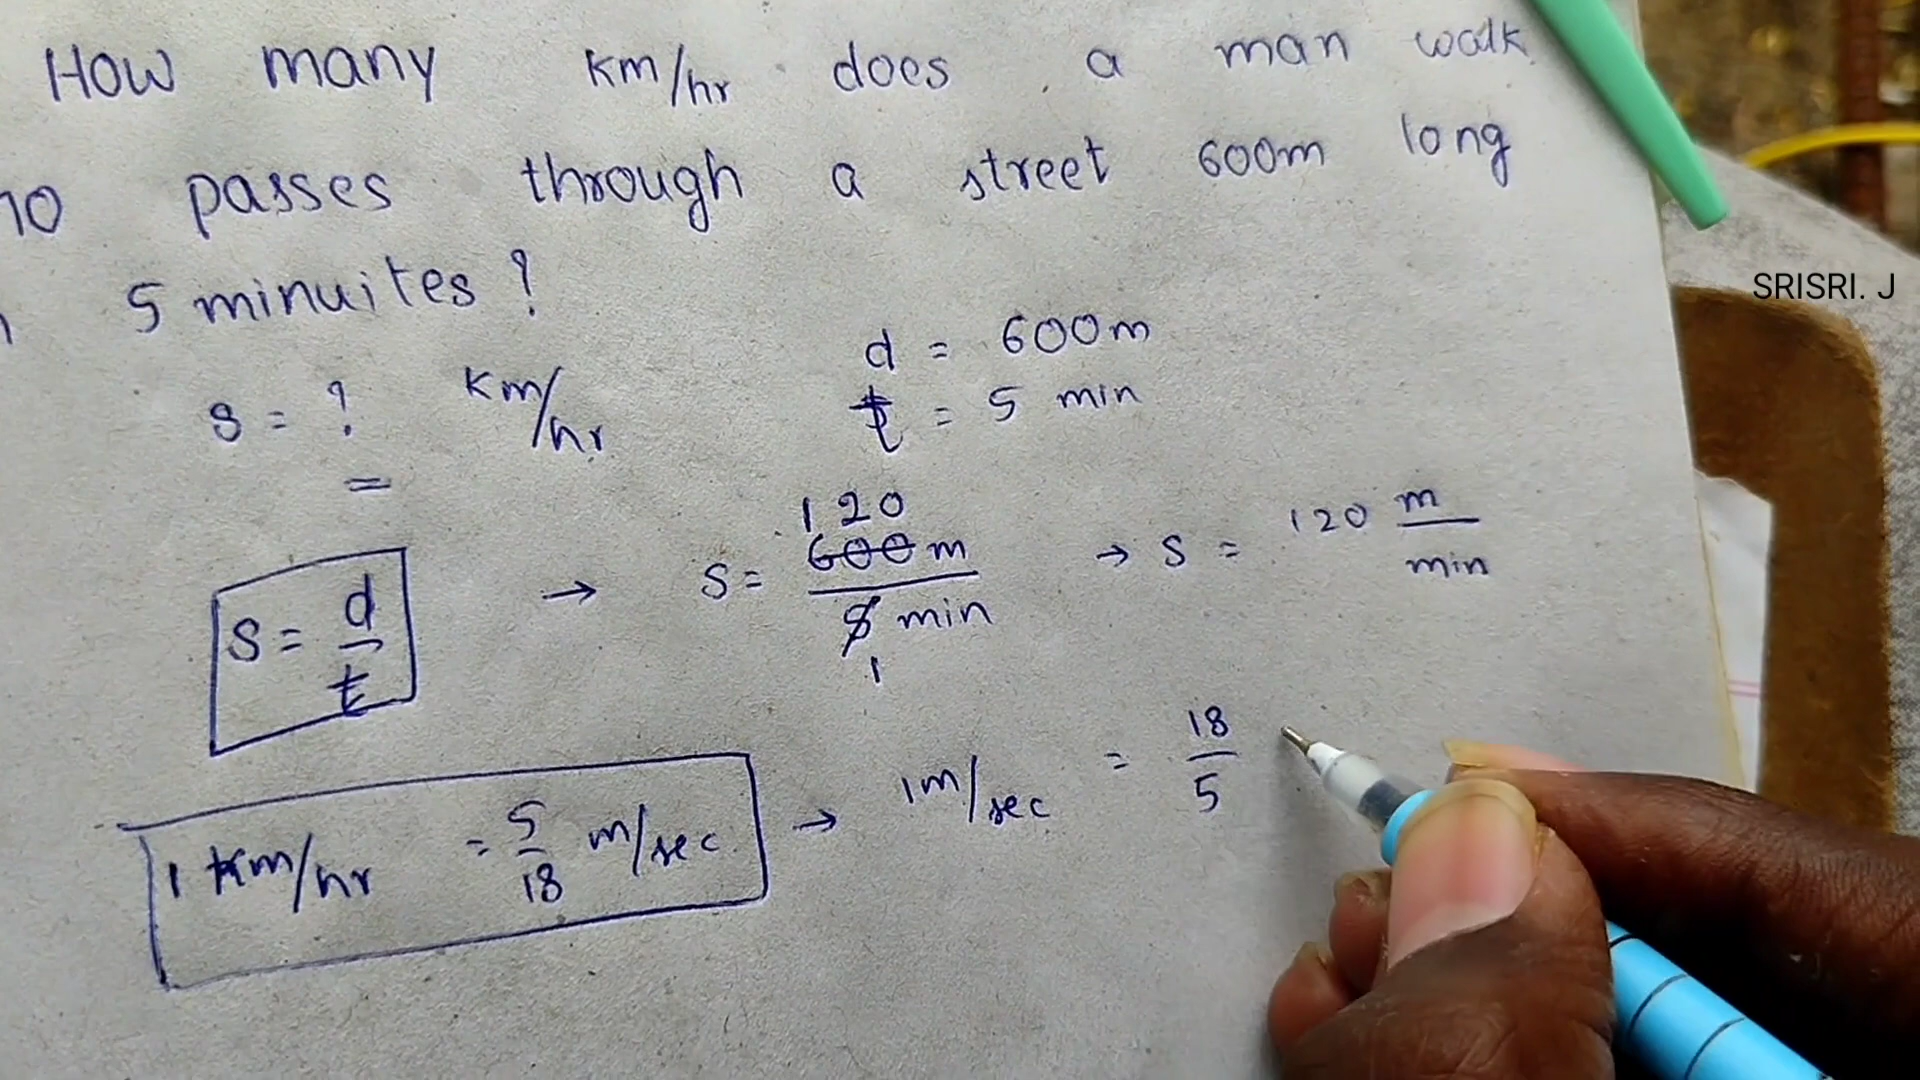 How many km/hr does a man walk
passes through a street 600m long
5 minuites ?
d = 600m
s = ? km/hr
t = 5 min
SRISRI. J
120
s = d/t → s = 600m/5 min → s = 120 m/min
1
1 km/hr = 5/18 m/sec → 1m/sec = 18/5